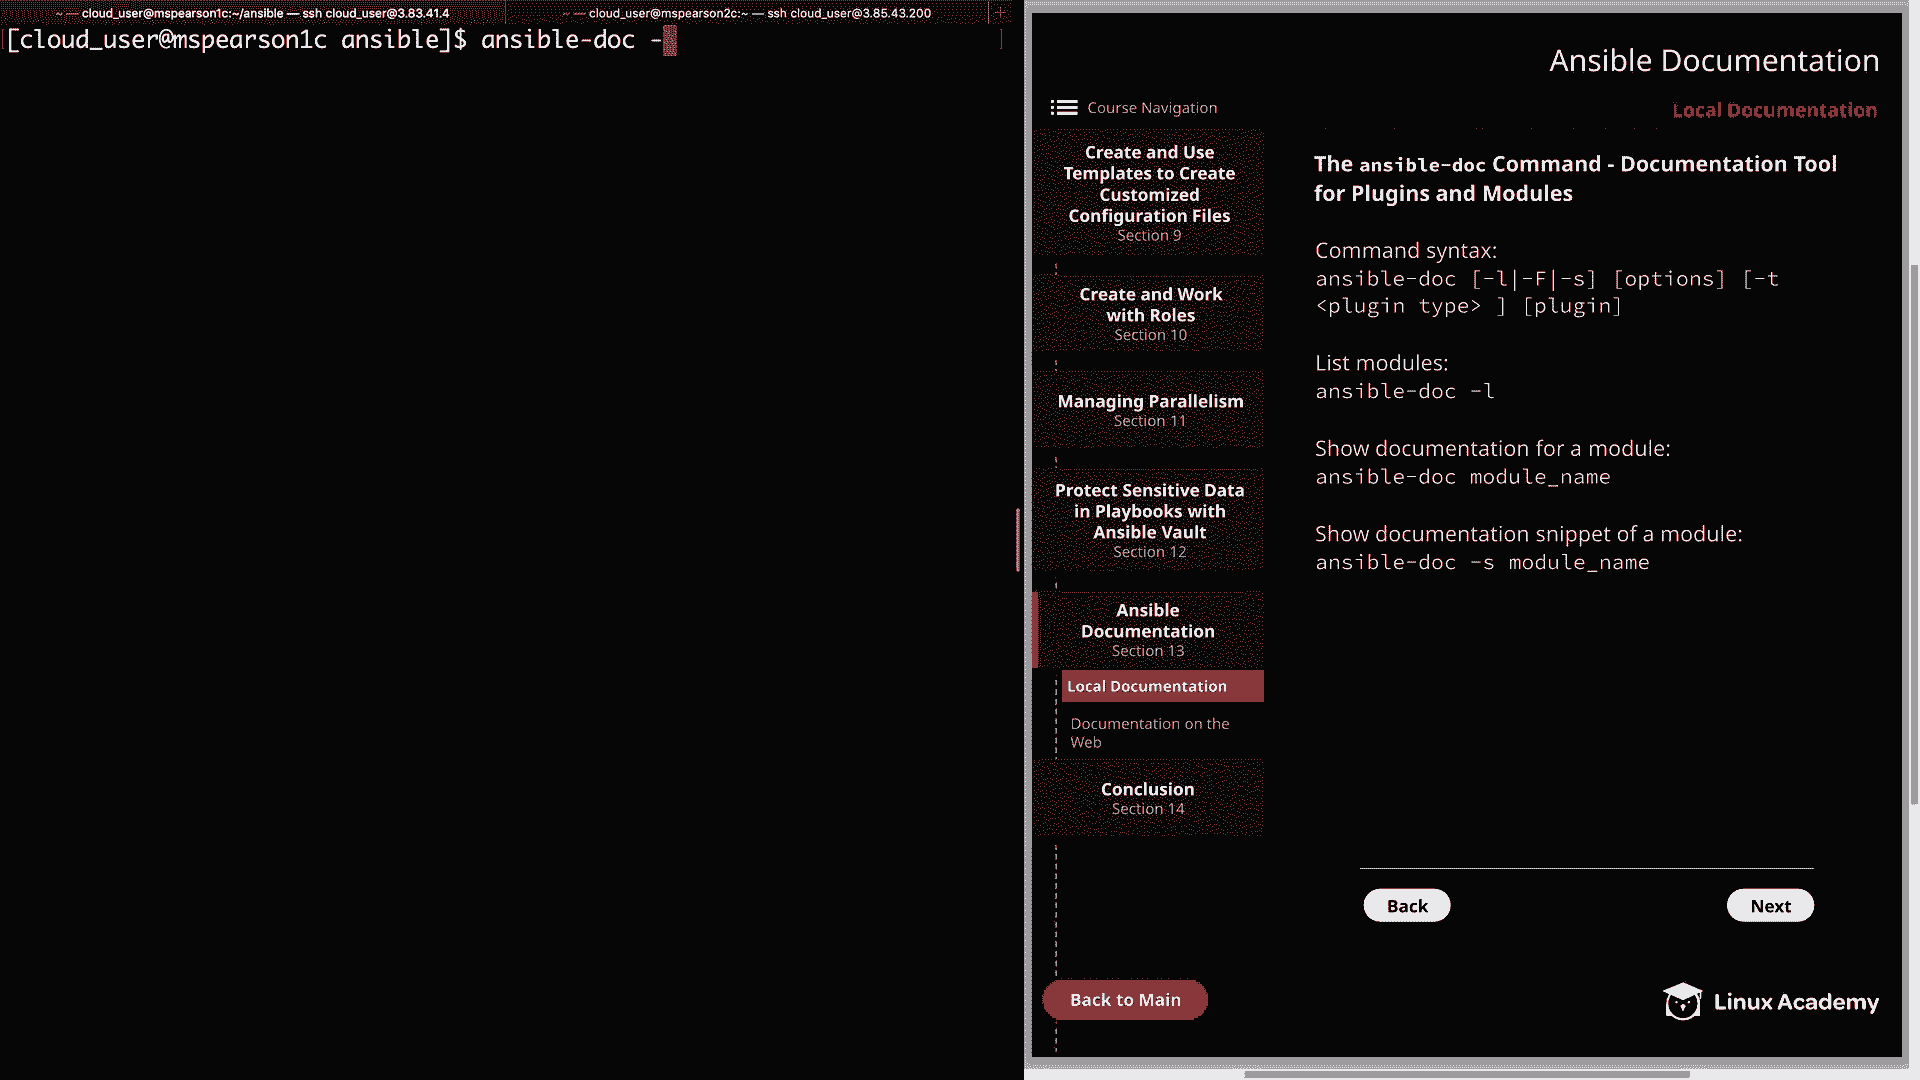 ~ — cloud_user@mspearson1c:~/ansible — ssh cloud_user@3.83.41.4
~ — cloud_user@mspearson2c:~ — ssh cloud_user@3.85.43.200
+
[cloud_user@mspearson1c ansible]$ ansible-doc -
Ansible Documentation
Course Navigation
Local Documentation
Create and Use
Templates to Create
Customized
Configuration Files
Section 9
Create and Work
with Roles
Section 10
Managing Parallelism
Section 11
Protect Sensitive Data
in Playbooks with
Ansible Vault
Section 12
Ansible
Documentation
Section 13
Local Documentation
Documentation on the
Web
Conclusion
Section 14
Back to Main
The ansible-doc Command - Documentation Tool
for Plugins and Modules
Command syntax:
ansible-doc [-l|-F|-s] [options] [-t
<plugin type> ] [plugin]
List modules:
ansible-doc -l
Show documentation for a module:
ansible-doc module_name
Show documentation snippet of a module:
ansible-doc -s module_name
Back
Next
Linux Academy